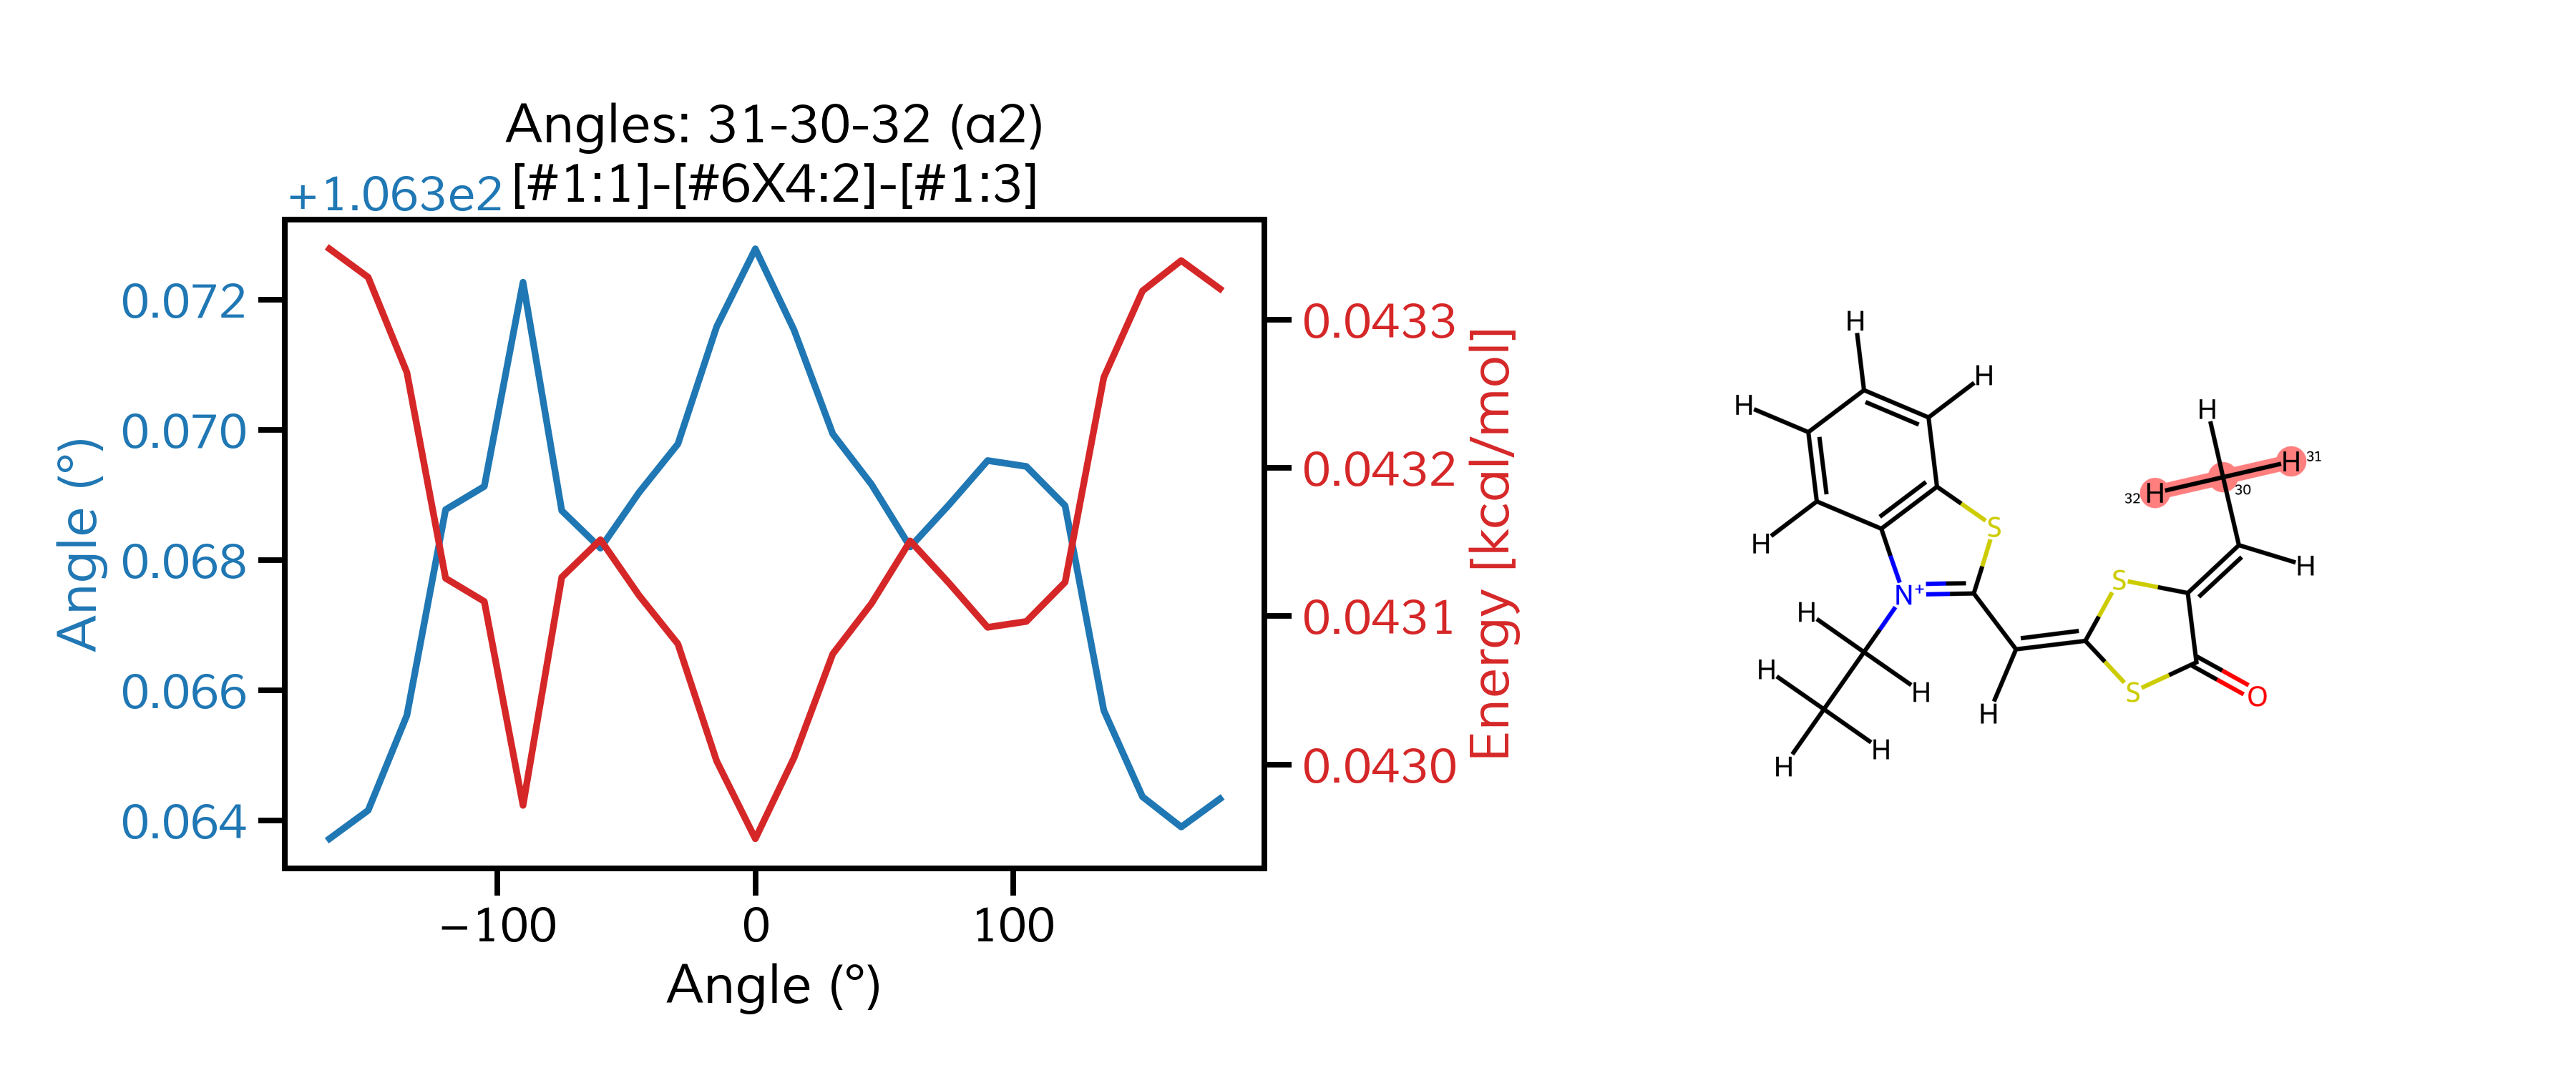 Angles: 31-30-32 (a2)
[#1:1]-[#6X4:2]-[#1:3]
+1.063e2
0.072
0.070
0.068
0.066
0.064
Angle (°)
−100
0
100
Angle (°)
0.0433
0.0432
0.0431
0.0430
Energy [kcal/mol]
H
H
H
H
H
H 31
32 H
30
S
H
H
N+
S
H
H
H
S
O
H
H
H